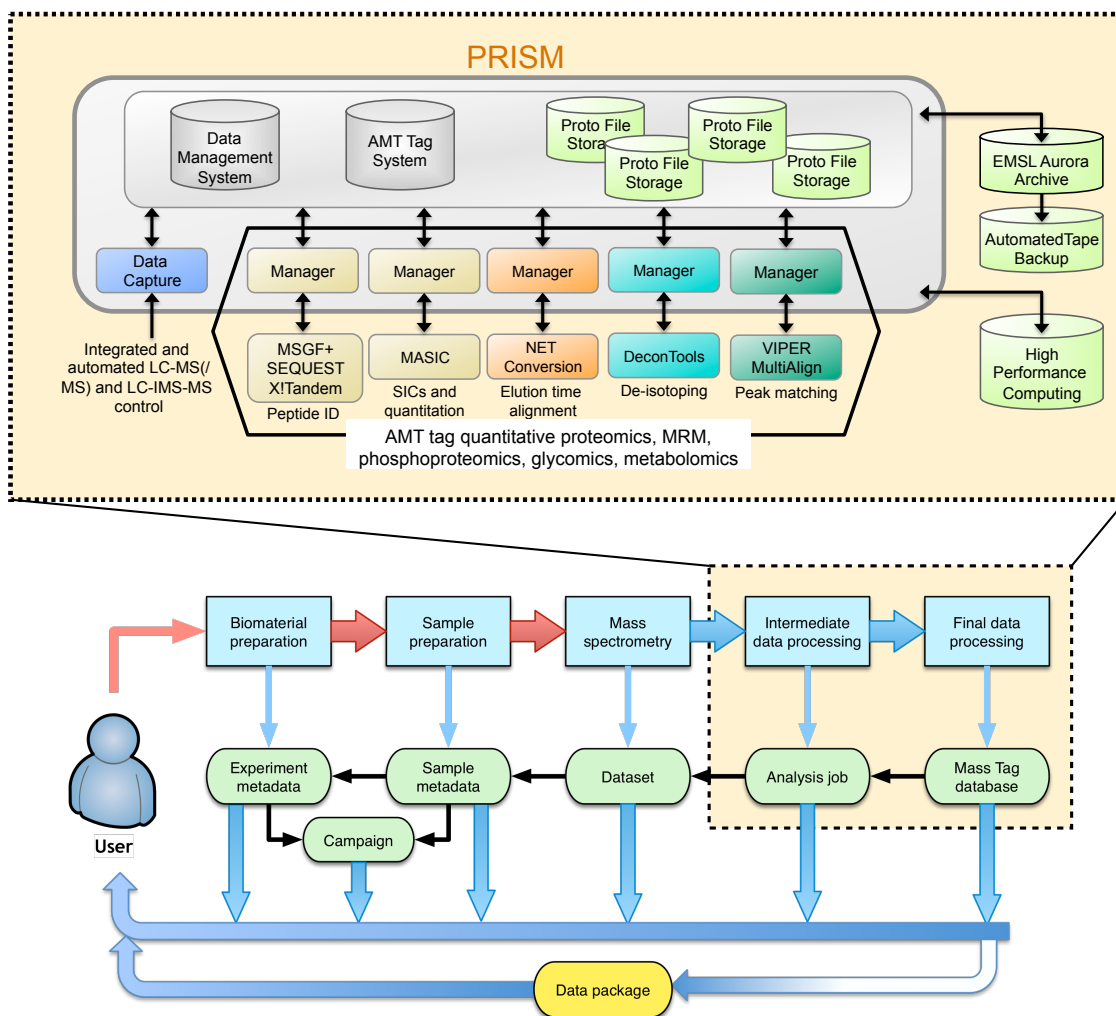 PRISM
Data
Management
System
AMT Tag
System
Proto File
Storag
Proto File
Storage
Proto File
Storage
Proto File
Storage
EMSL Aurora
Archive
AutomatedTape
Backup
Data
Capture
Manager
Manager
Manager
Manager
Manager
Integrated and
automated LC-MS(/
MS) and LC-IMS-MS
control
MSGF+
SEQUEST
X!Tandem
Peptide ID
MASIC
SICs and
quantitation
NET
Conversion
Elution time
alignment
DeconTools
De-isotoping
VIPER
MultiAlign
Peak matching
High
Performance
Computing
AMT tag quantitative proteomics, MRM,
phosphoproteomics, glycomics, metabolomics
Biomaterial
preparation
Sample
preparation
Mass
spectrometry
Intermediate
data processing
Final data
processing
User
Experiment
metadata
Sample
metadata
Dataset
Analysis job
Mass Tag
database
Campaign
Data package